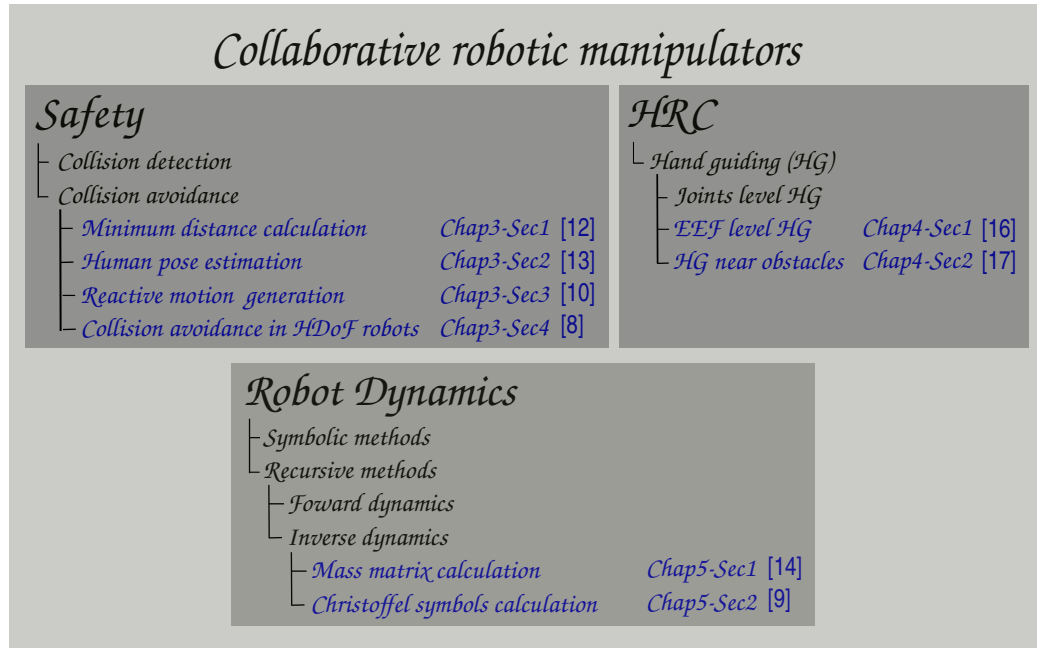 Collaborative robotic manipulators
Safety
Collision detection
Collision avoidance
Minimum distance calculation Chap3-Sec1 [12]
Human pose estimation Chap3-Sec2 [13]
Reactive motion generation Chap3-Sec3 [10]
Collision avoidance in HDoF robots Chap3-Sec4 [8]
HRC
Hand guiding (HG)
Joints level HG
EEF level HG Chap4-Sec1 [16]
HG near obstacles Chap4-Sec2 [17]
Robot Dynamics
Symbolic methods
Recursive methods
Foward dynamics
Inverse dynamics
Mass matrix calculation Chap5-Sec1 [14]
Christoffel symbols calculation Chap5-Sec2 [9]